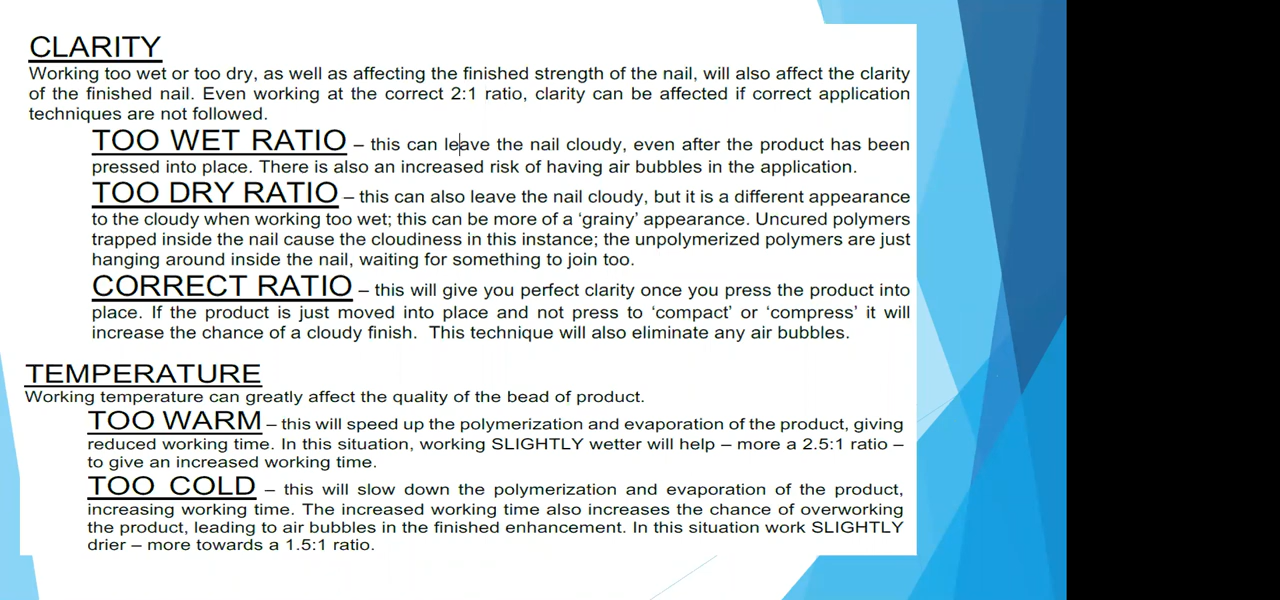 CLARITY
Working too wet or too dry, as well as affecting the finished strength of the nail, will also affect the clarity
of the finished nail. Even working at the correct 2:1 ratio, clarity can be affected if correct application
techniques are not followed.
TOO WET RATIO – this can leave the nail cloudy, even after the product has been
pressed into place. There is also an increased risk of having air bubbles in the application.
TOO DRY RATIO – this can also leave the nail cloudy, but it is a different appearance
to the cloudy when working too wet; this can be more of a ‘grainy’ appearance. Uncured polymers
trapped inside the nail cause the cloudiness in this instance; the unpolymerized polymers are just
hanging around inside the nail, waiting for something to join too.
CORRECT RATIO – this will give you perfect clarity once you press the product into
place. If the product is just moved into place and not press to ‘compact’ or ‘compress’ it will
increase the chance of a cloudy finish.  This technique will also eliminate any air bubbles.
TEMPERATURE
Working temperature can greatly affect the quality of the bead of product.
TOO WARM – this will speed up the polymerization and evaporation of the product, giving
reduced working time. In this situation, working SLIGHTLY wetter will help – more a 2.5:1 ratio –
to give an increased working time.
TOO COLD – this will slow down the polymerization and evaporation of the product,
increasing working time. The increased working time also increases the chance of overworking
the product, leading to air bubbles in the finished enhancement. In this situation work SLIGHTLY
drier – more towards a 1.5:1 ratio.